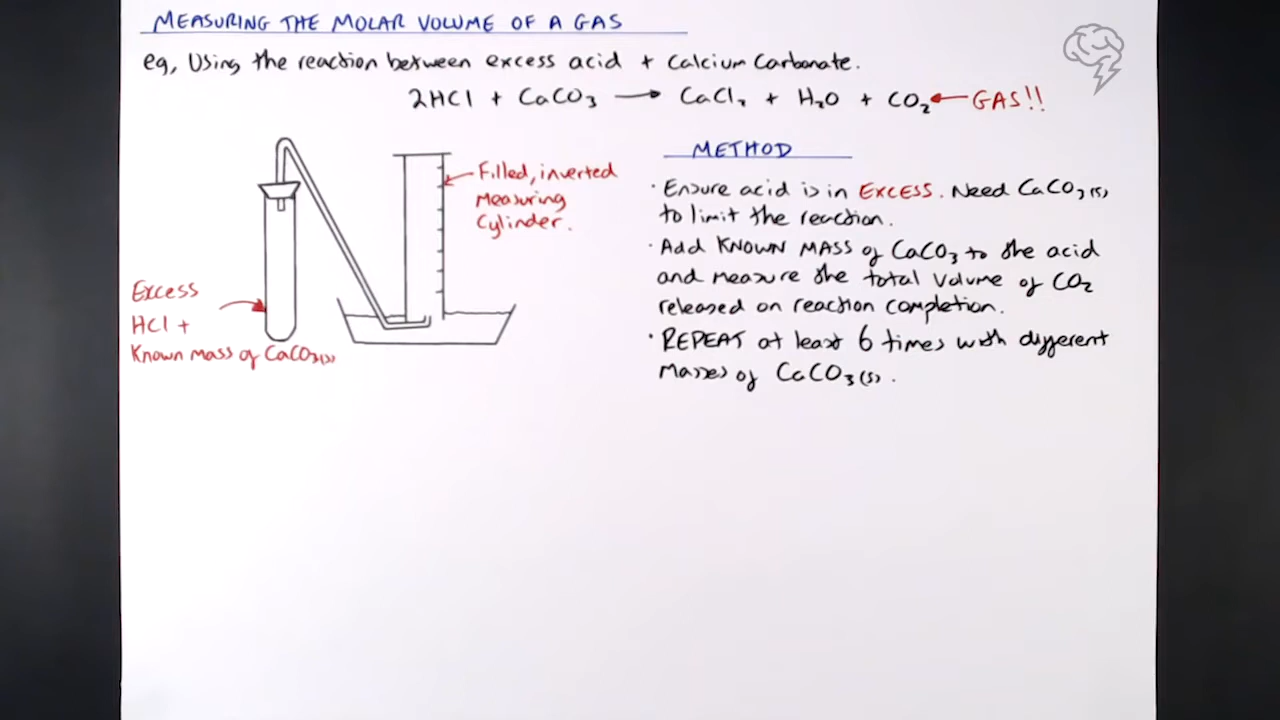 MEASURING THE MOLAR VOLUME OF A GAS
eg, Using the reaction between excess acid + Calcium Carbonate.
2HCl + CaCO₃ → CaCl₂ + H₂O + CO₂ ← GAS!!
Filled, inverted
Measuring
Cylinder.
Excess
HCl +
Known mass of CaCO₃(s)
METHOD
· Ensure acid is in EXCESS. Need CaCO₃(s)
to limit the reaction.
· Add KNOWN MASS of CaCO₃ to the acid
and measure the total volume of CO₂
released on reaction completion.
· REPEAT at least 6 times with different
Masses of CaCO₃(s).